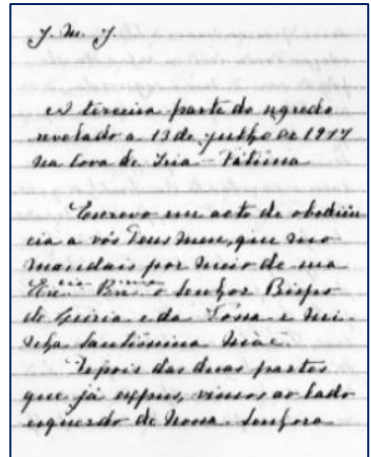 J. M. J.
A terceira parte do segredo
revelado a 13 de julho de 1917
na Cova de Iria - Fátima
Escrevo em acto de obediên
cia a vós Deus meu, que mo
mandais por meio de sua
Ex.cia Rev.ma o Senhor Bispo
de Leiria e da Vossa e mi
nha Santíssima Mãe.
Depois das duas partes
que já expus, vimos ao lado
esquerdo de Nossa Senhora